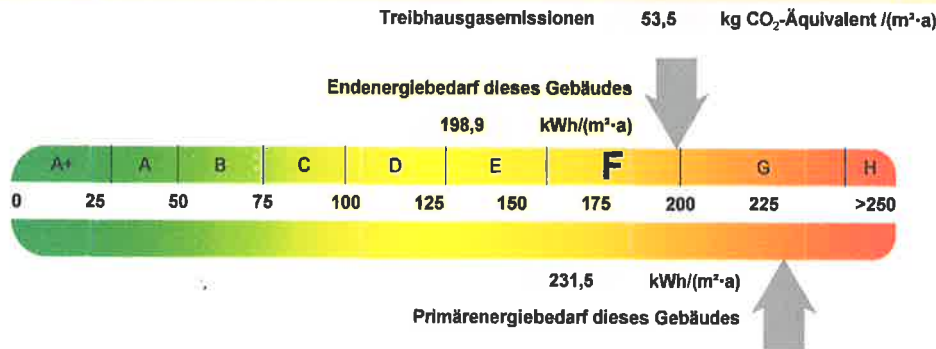 Treibhausgasemissionen 53,5 kg CO₂-Äquivalent /(m²·a)
Endenergiebedarf dieses Gebäudes
198,9 kWh/(m²·a)
A+ A B C D E F G H
0 25 50 75 100 125 150 175 200 225 >250
231,5 kWh/(m²·a)
Primärenergiebedarf dieses Gebäudes